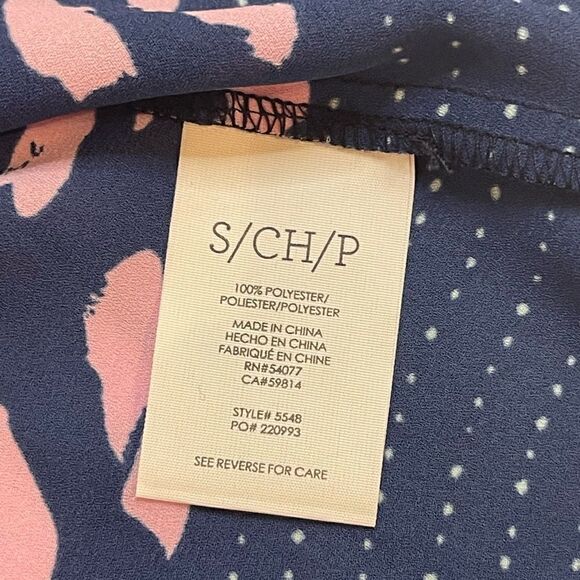 S/CH/P
100% POLYESTER/
POLIESTER/POLYESTER
MADE IN CHINA
HECHO EN CHINA
FABRIQUÉ EN CHINE
RN#54077
CA#59814
STYLE# 5548
PO# 220993
SEE REVERSE FOR CARE